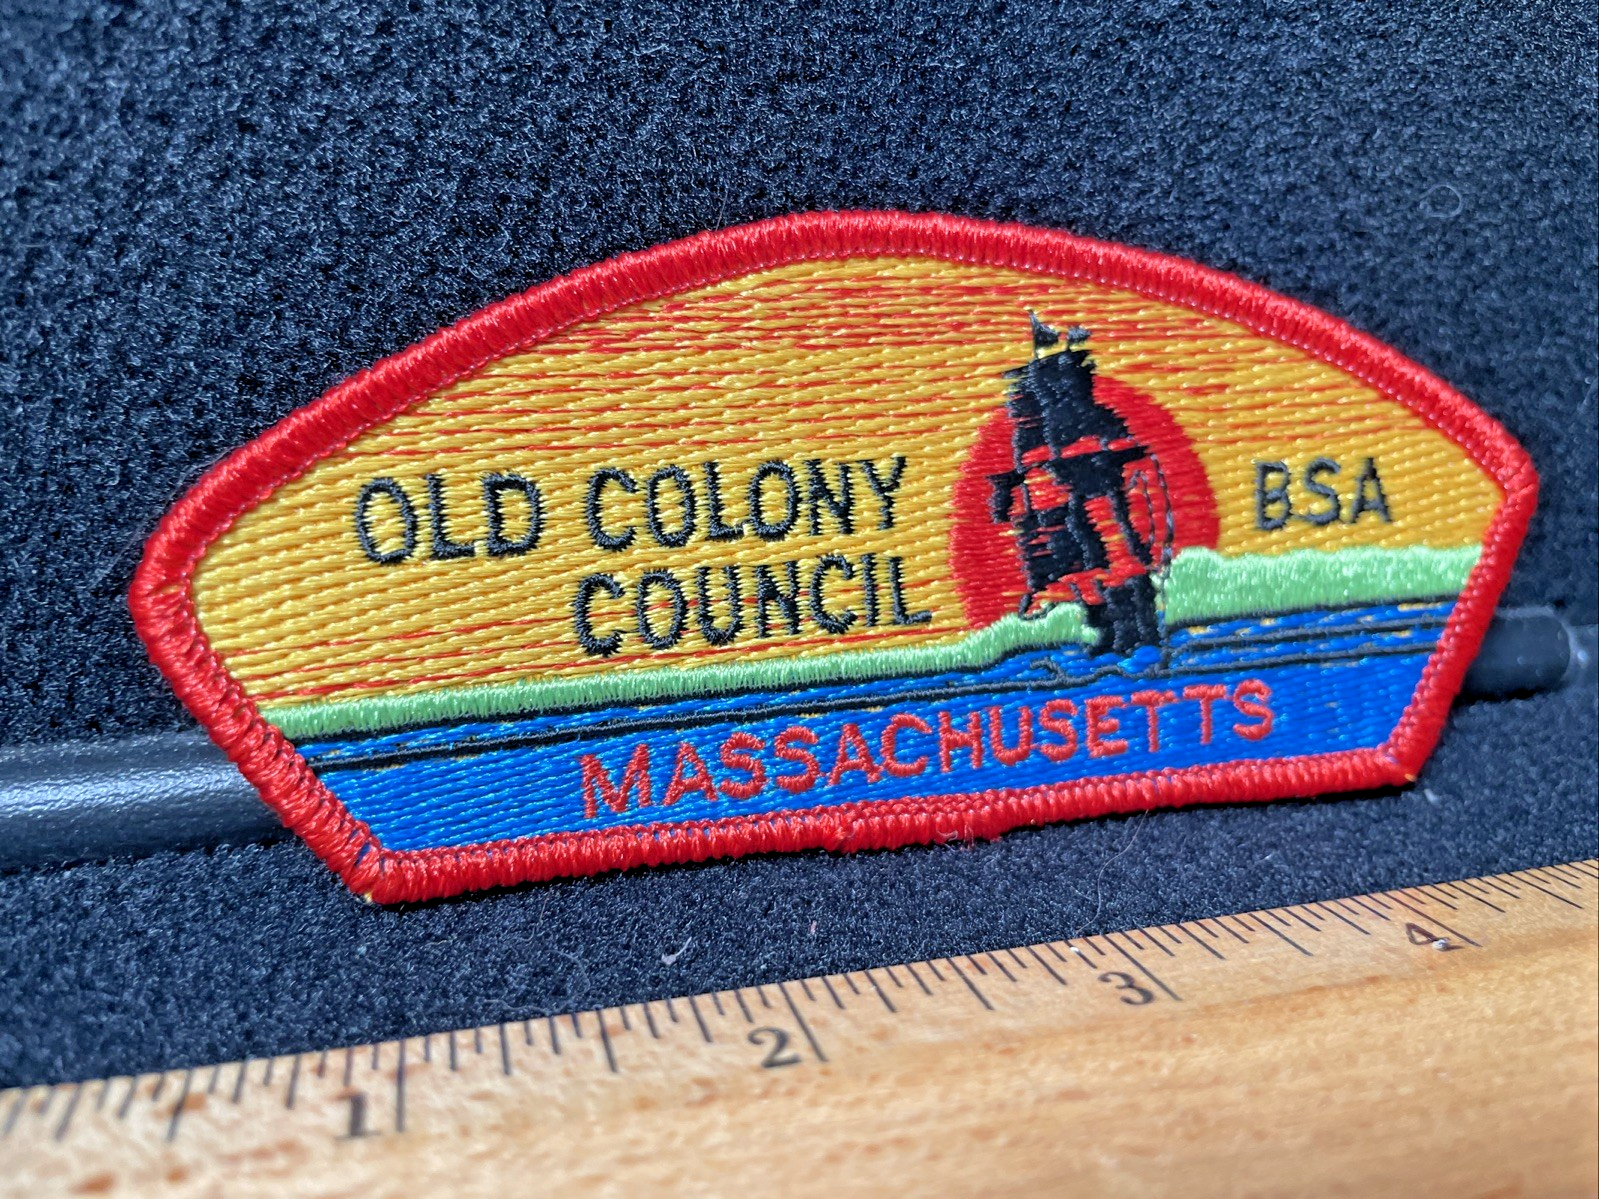 OLD COLONY
COUNCIL
BSA
MASSACHUSETTS
1 2 3 4